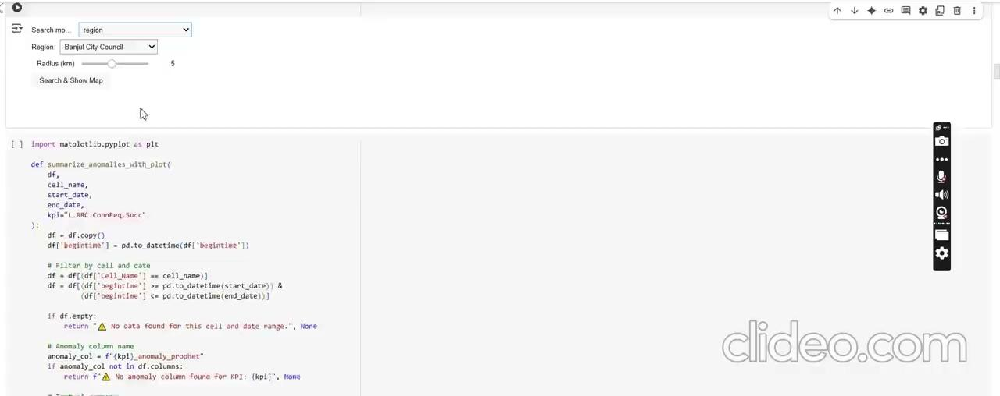 Search mo... region
Region: Banjul City Council
Radius (km) 5
Search & Show Map
[ ] import matplotlib.pyplot as plt
def summarize_anomalies_with_plot(
df,
cell_name,
start_date,
end_date,
kpi="L.RRC.ConnReq.Succ"
):
df = df.copy()
df['begintime'] = pd.to_datetime(df['begintime'])
# Filter by cell and date
df = df[(df['Cell_Name'] == cell_name)]
df = df[(df['begintime'] >= pd.to_datetime(start_date)) &
(df['begintime'] <= pd.to_datetime(end_date))]
if df.empty:
return "⚠️ No data found for this cell and date range.", None
# Anomaly column name
anomaly_col = f"{kpi}_anomaly_prophet"
if anomaly_col not in df.columns:
return f"⚠️ No anomaly column found for KPI: {kpi}", None
clideo.com